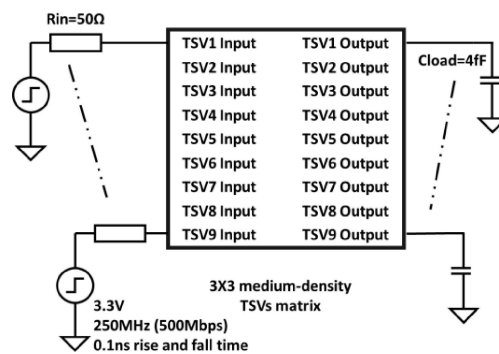 Rin=50Ω
TSV1 Input TSV1 Output
TSV2 Input TSV2 Output
Cload=4fF
TSV3 Input TSV3 Output
TSV4 Input TSV4 Output
TSV5 Input TSV5 Output
TSV6 Input TSV6 Output
TSV7 Input TSV7 Output
TSV8 Input TSV8 Output
TSV9 Input TSV9 Output
3X3 medium-density
TSVs matrix
3.3V
250MHz (500Mbps)
0.1ns rise and fall time